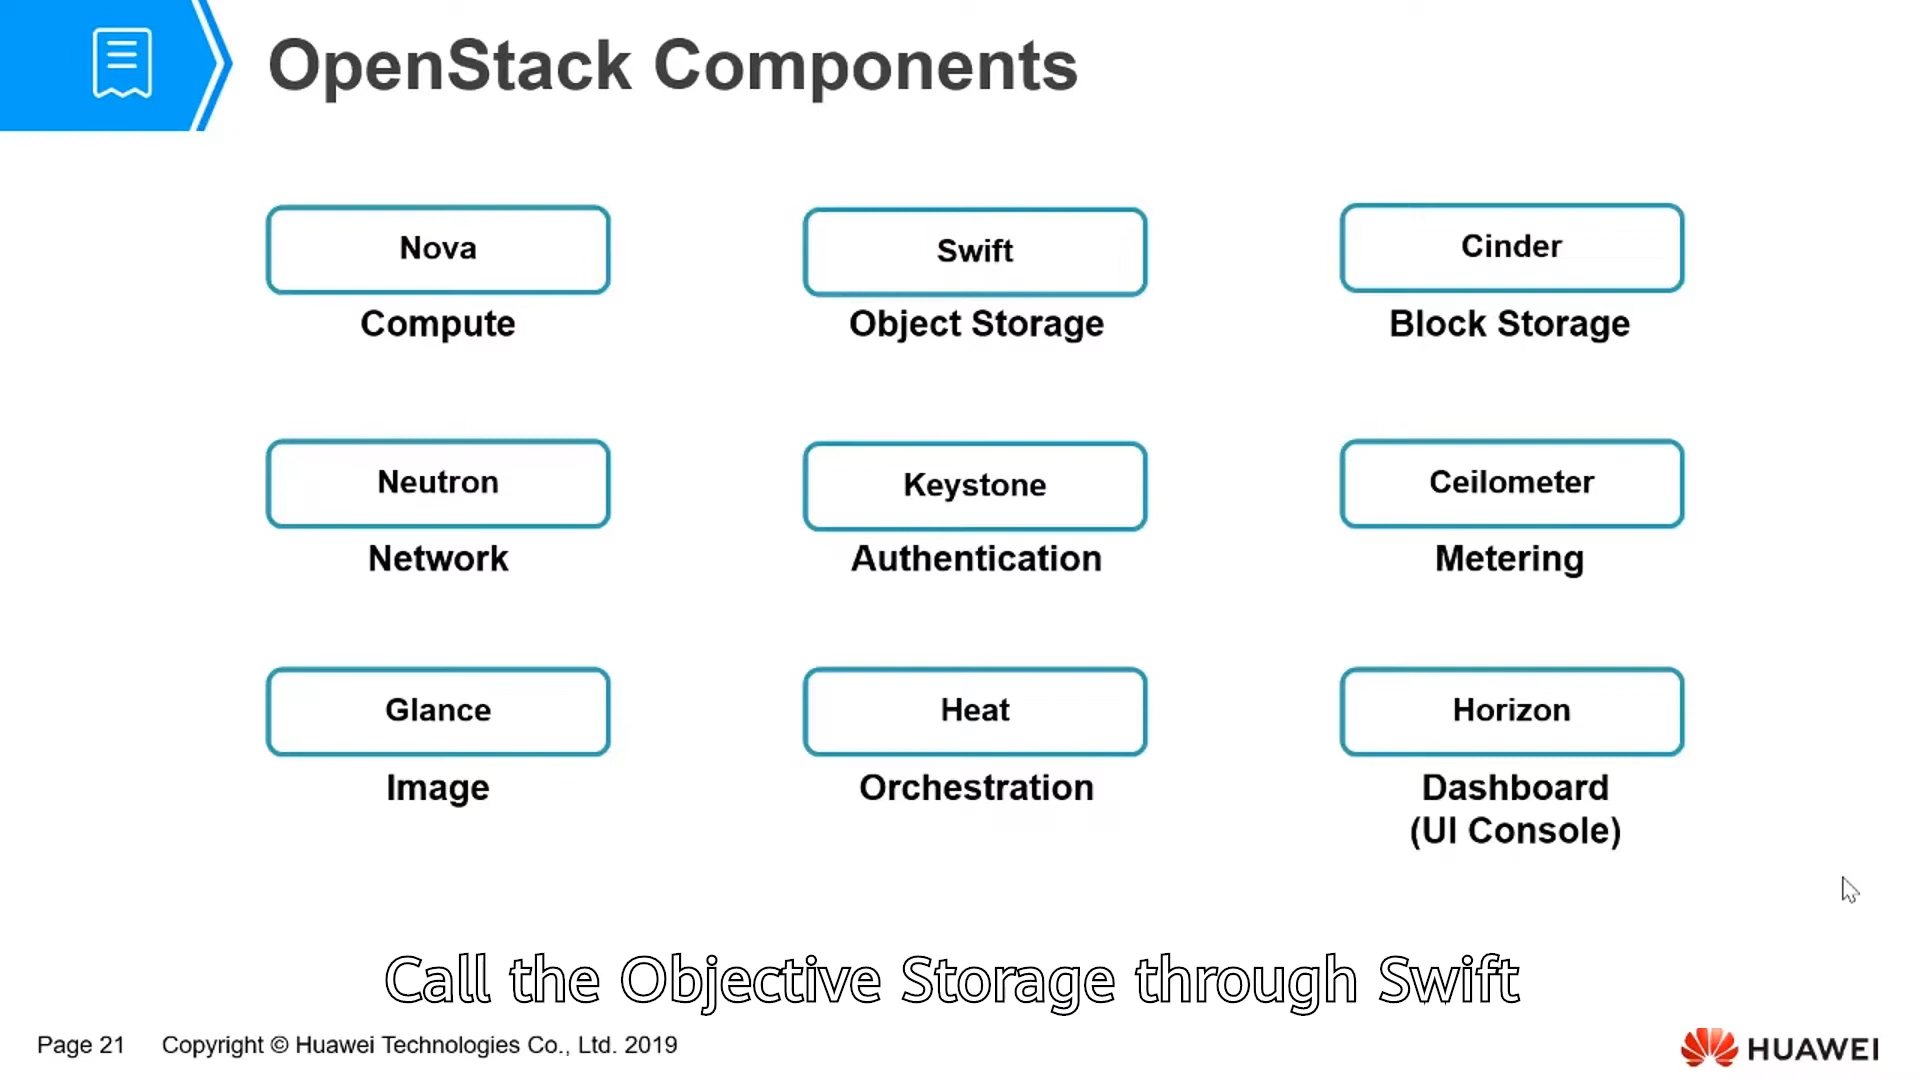 OpenStack Components
Nova
Swift
Cinder
Compute
Object Storage
Block Storage
Neutron
Keystone
Ceilometer
Network
Authentication
Metering
Glance
Heat
Horizon
Image
Orchestration
Dashboard
(UI Console)
Call the Objective Storage through Swift
Page 21
Copyright © Huawei Technologies Co., Ltd. 2019
HUAWEI